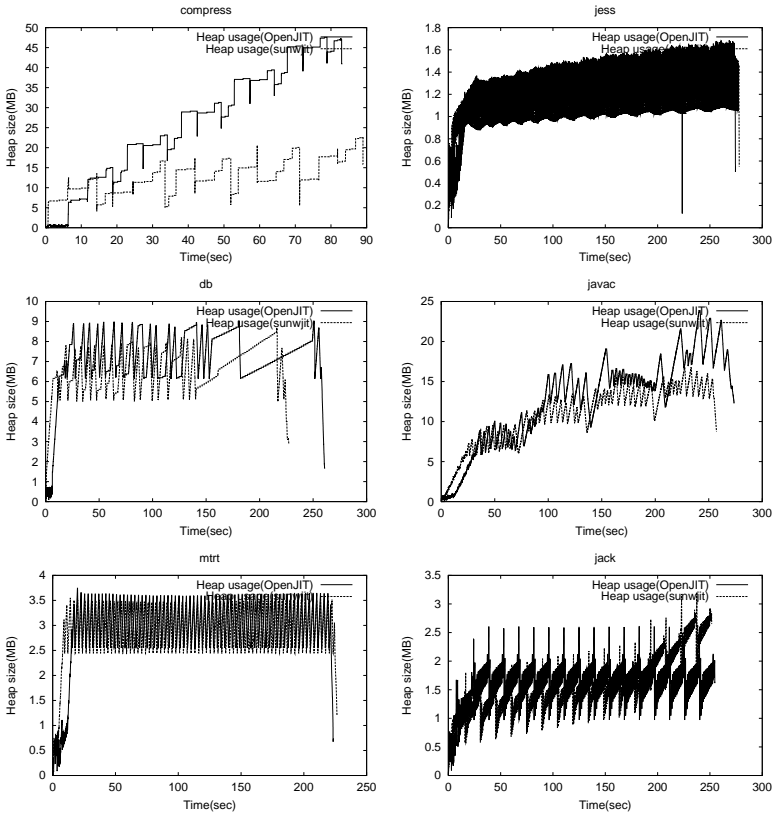 compress
Heap usage(OpenJIT)
Heap usage(sunwjit)
Heap size(MB)
50
45
40
35
30
25
20
15
10
5
0
0 10 20 30 40 50 60 70 80 90
Time(sec)
jess
Heap usage(OpenJIT)
Heap usage(sunwjit)
Heap size(MB)
1.8
1.6
1.4
1.2
1
0.8
0.6
0.4
0.2
0
0 50 100 150 200 250 300
Time(sec)
db
Heap usage(OpenJIT)
Heap usage(sunwjit)
Heap size(MB)
10
9
8
7
6
5
4
3
2
1
0
0 50 100 150 200 250 300
Time(sec)
javac
Heap usage(OpenJIT)
Heap usage(sunwjit)
Heap size(MB)
25
20
15
10
5
0
0 50 100 150 200 250 300
Time(sec)
mtrt
Heap usage(OpenJIT)
Heap usage(sunwjit)
Heap size(MB)
4
3.5
3
2.5
2
1.5
1
0.5
0
0 50 100 150 200 250
Time(sec)
jack
Heap usage(OpenJIT)
Heap usage(sunwjit)
Heap size(MB)
3.5
3
2.5
2
1.5
1
0.5
0
0 50 100 150 200 250 300
Time(sec)